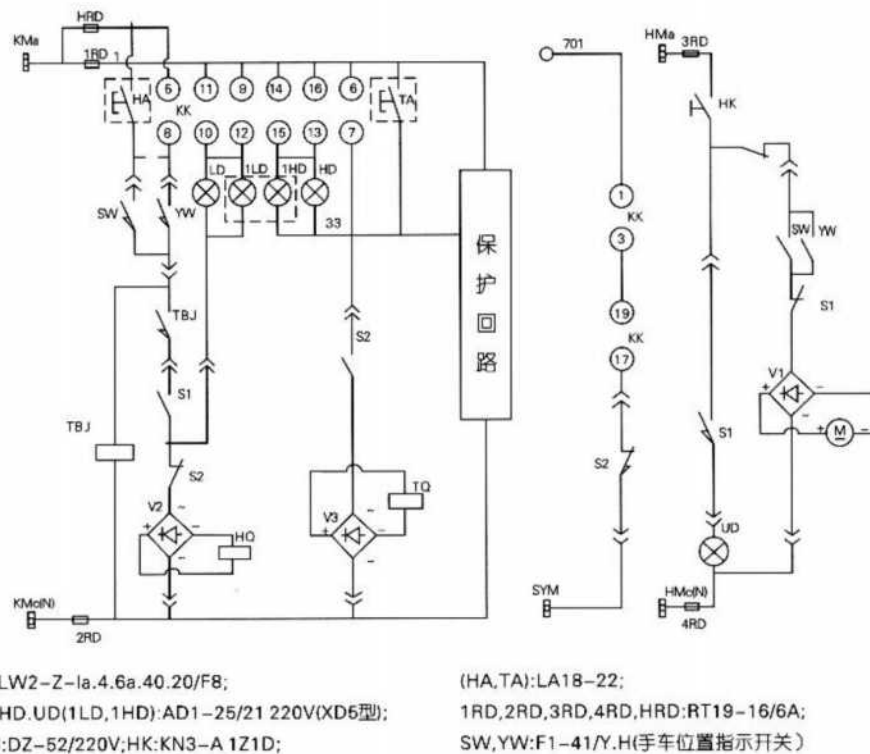 HRD
KMa
1RD 1
701
HMa
3RD
5 11 9 14 16 6
HA
KK
TA
HK
8 10 12 15 13 7
LD 1LD 1HD HD
33
SW YW
1
KK
3
19
KK
17
SW YW
S1
保护回路
TBJ
S2
S1
TBJ
V1
+ −
~
~
+ M −
S1
S2
S2
V2 ~
+ −
~
HQ
V3 ~
+ −
~
TQ
UD
KMc(N)
2RD
SYM
HMc(N)
4RD
LW2-Z-Ia.4.6a.40.20/F8;
HD.UD(1LD,1HD):AD1-25/21 220V(XD5型);
:DZ-52/220V;HK:KN3-A 1Z1D;
(HA,TA):LA18-22;
1RD,2RD,3RD,4RD,HRD:RT19-16/6A;
SW,YW:F1-41/Y.H(手车位置指示开关)